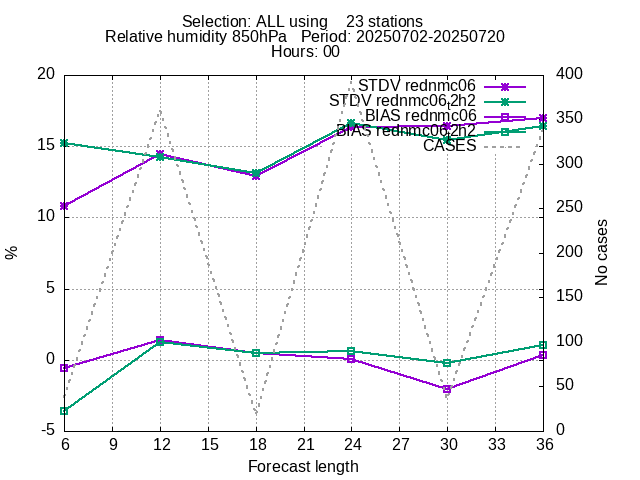 Selection: ALL using    23 stations
Relative humidity 850hPa   Period: 20250702-20250720
Hours: 00
20
15
10
5
0
-5
%
400
350
300
250
200
150
100
50
0
No cases
STDV rednmc06
STDV rednmc06t2h2
BIAS rednmc06
BIAS rednmc06t2h2
CASES
6 9 12 15 18 21 24 27 30 33 36
Forecast length